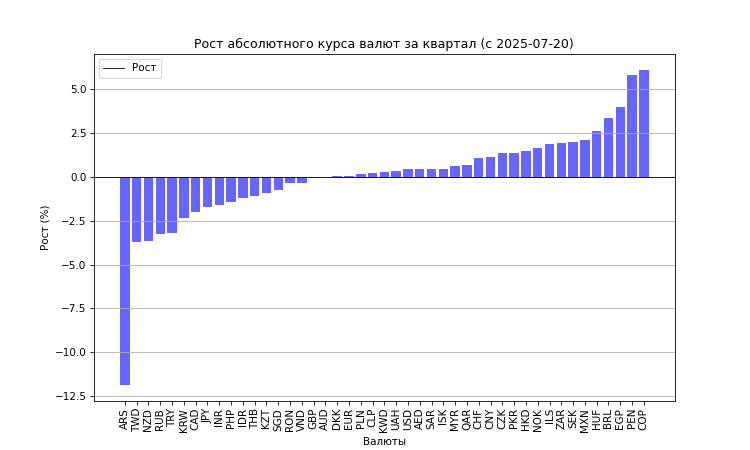 Рост абсолютного курса валют за квартал (с 2025-07-20)
Рост
5.0
2.5
0.0
−2.5
−5.0
−7.5
−10.0
−12.5
Рост (%)
ARS TWD NZD RUB TRY KRW CAD JPY INR PHP IDR THB KZT SGD RON VND GBP AUD DKK EUR PLN CLP KWD UAH USD AED SAR ISK MYR QAR CHF CNY CZK PKR HKD NOK ILS ZAR SEK MXN HUF BRL EGP PEN COP
Валюты